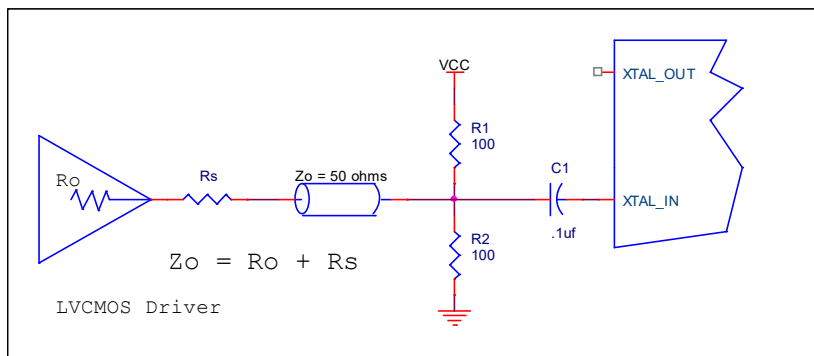 VCC
XTAL_OUT
R1
100
Ro
Rs
Zo = 50 ohms
C1
XTAL_IN
.1uf
R2
100
Zo = Ro + Rs
LVCMOS Driver